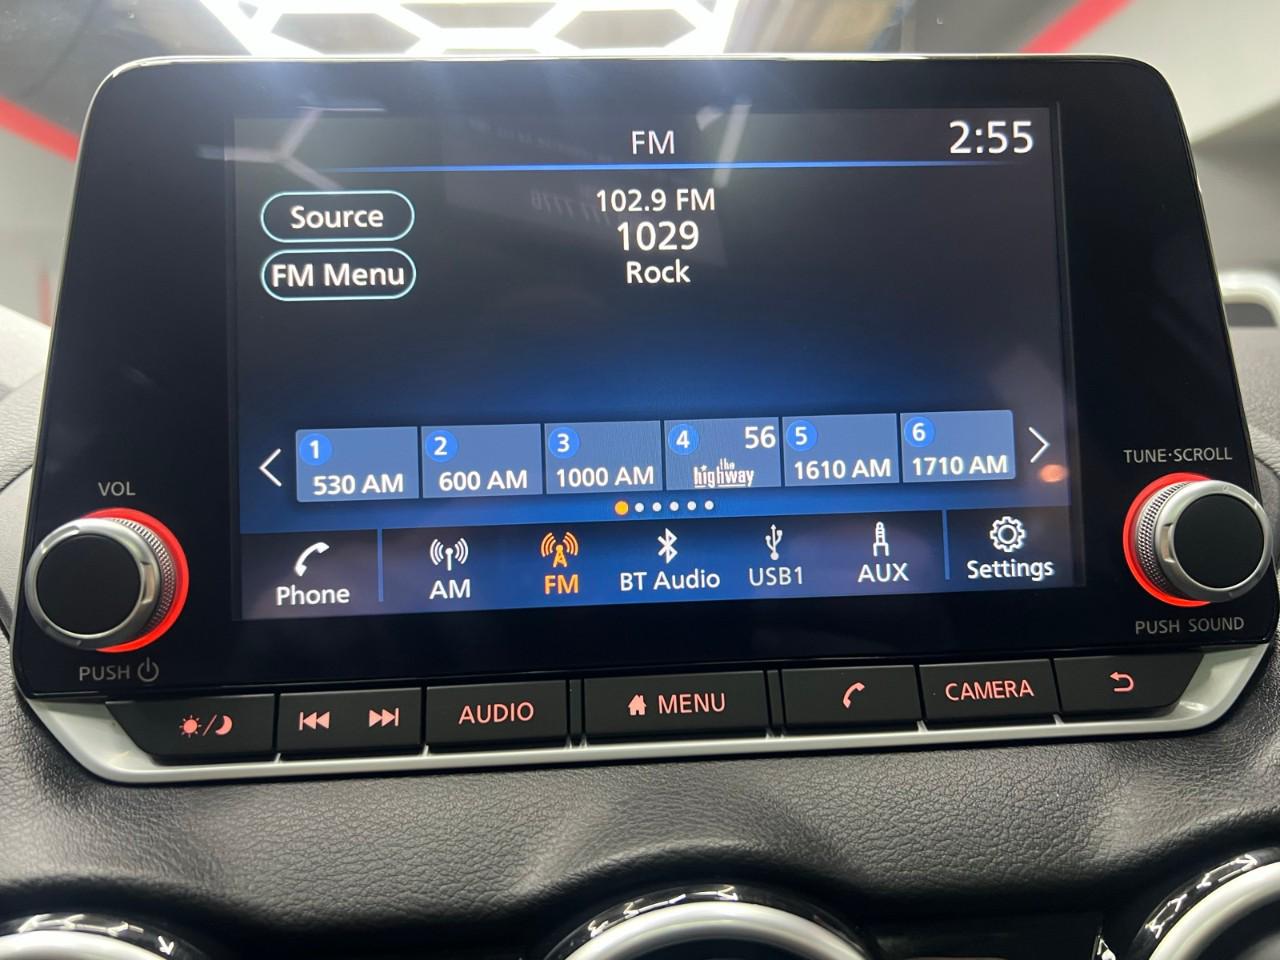 FM
2:55
Source
102.9 FM
1029
FM Menu
Rock
1
530 AM
2
600 AM
3
1000 AM
4
56
the
highway
5
1610 AM
6
1710 AM
VOL
TUNE·SCROLL
Phone
AM
FM
BT Audio
USB1
AUX
Settings
PUSH
PUSH SOUND
AUDIO
MENU
CAMERA